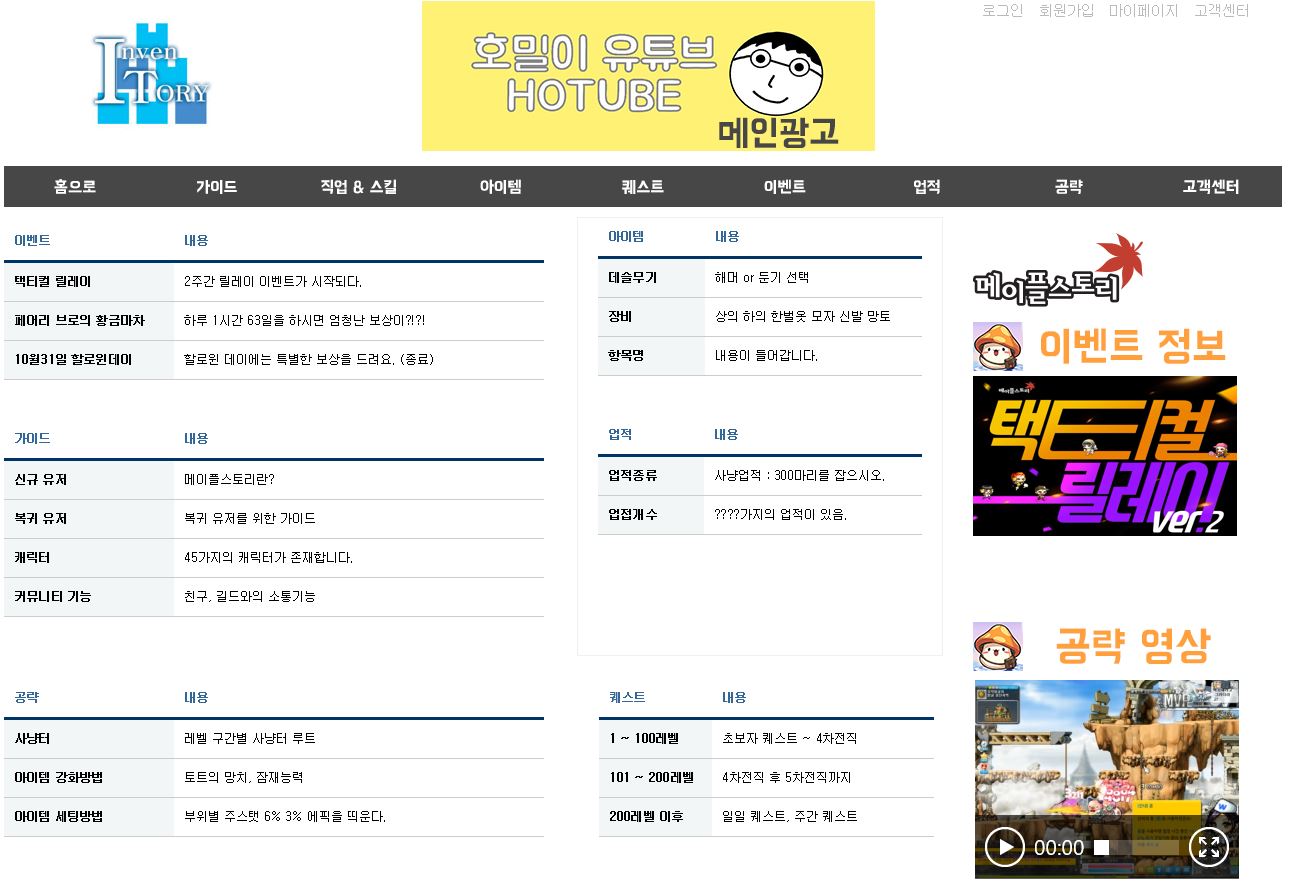 로그인 회원가입 마이페이지 고객센터
INVEN
TORY
호밀이 유튜브
HOTUBE
메인광고
홈으로 가이드 직업 & 스킬 아이템 퀘스트 이벤트 업적 공략 고객센터
이벤트 내용
택티컬 릴레이 2주간 릴레이 이벤트가 시작되다.
페어리 브로의 황금마차 하루 1시간 63일을 하시면 엄청난 보상이?!?!
10월31일 할로윈데이 할로윈 데이에는 특별한 보상을 드려요. (종료)
가이드 내용
신규 유저 메이플스토리란?
복귀 유저 복귀 유저를 위한 가이드
캐릭터 45가지의 캐릭터가 존재합니다.
커뮤니티 기능 친구, 길드와의 소통기능
아이템 내용
데슬무기 해머 or 둔기 선택
장비 상의 하의 한벌옷 모자 신발 망토
항목명 내용이 들어갑니다.
업적 내용
업적종류 사냥업적 : 300마리를 잡으시오.
업접개수 ????가지의 업적이 있음.
공략 내용
사냥터 레벨 구간별 사냥터 루트
아이템 강화방법 토트의 망치, 잠재능력
아이템 세팅방법 부위별 주스탯 6% 3% 에픽을 띄운다.
퀘스트 내용
1 ~ 100레벨 초보자 퀘스트 ~ 4차전직
101 ~ 200레벨 4차전직 후 5차전직까지
200레벨 이후 일일 퀘스트, 주간 퀘스트
메이플스토리
이벤트 정보
메이플스토리
택티컬
릴레이
ver.2
공략 영상
00:00